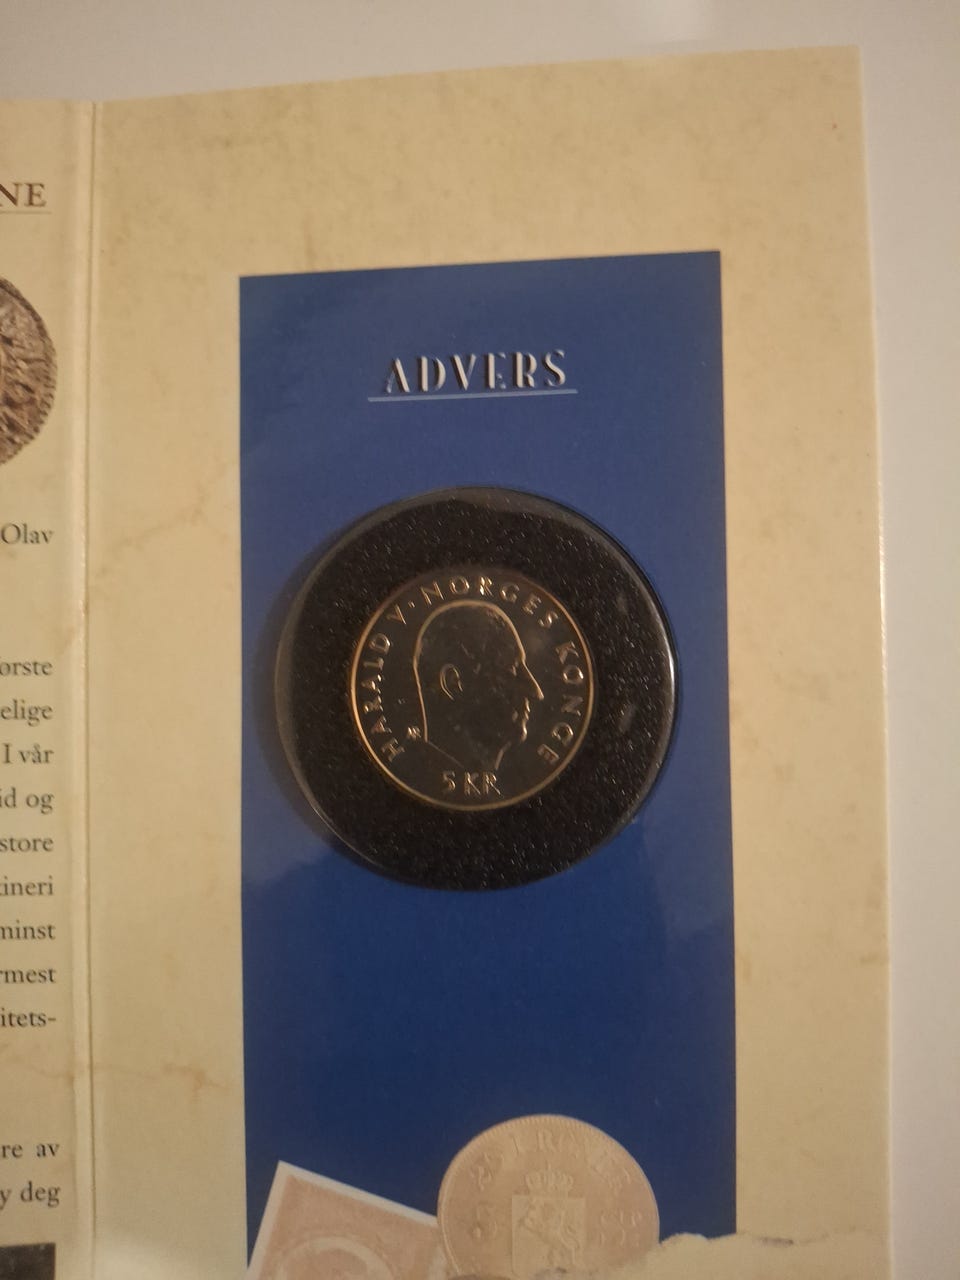 NE
Olav
ørste
elige
I vår
id og
store
ineri
minst
rmest
itets-
re av
y deg
ADVERS
HARALD V · NORGES KONGE
5 KR